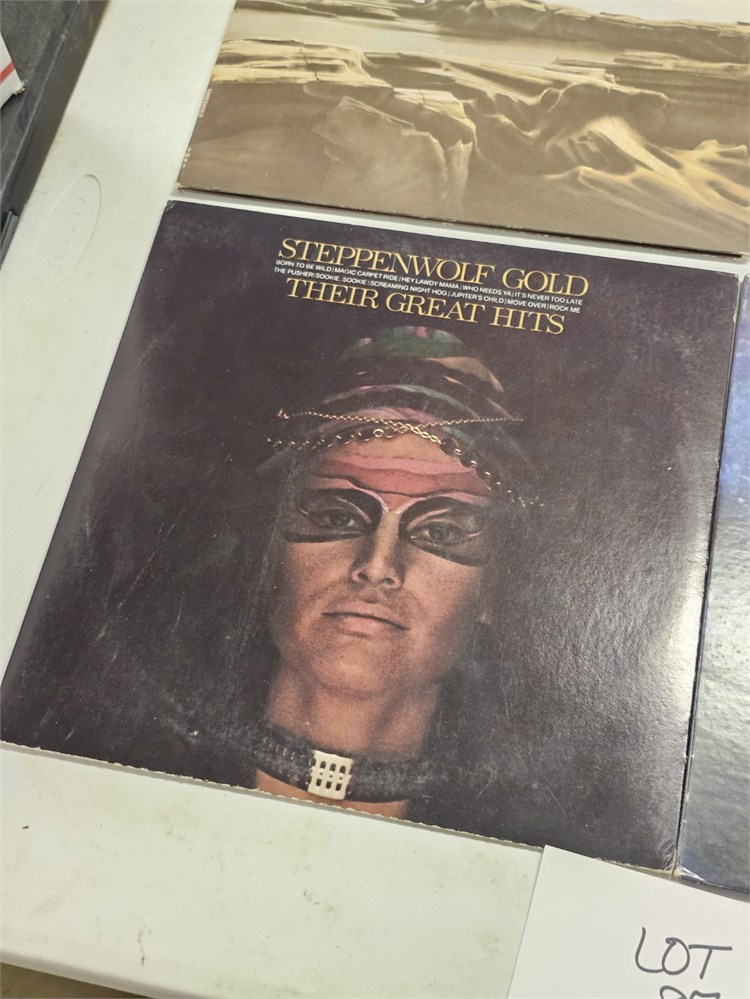 STEPPENWOLF GOLD
BORN TO BE WILD | MAGIC CARPET RIDE | HEY LAWDY MAMA | WHO NEEDS YA | IT'S NEVER TOO LATE
THE PUSHER | SOOKIE, SOOKIE | SCREAMING NIGHT HOG | JUPITER'S CHILD | MOVE OVER | ROCK ME
THEIR GREAT HITS
LOT